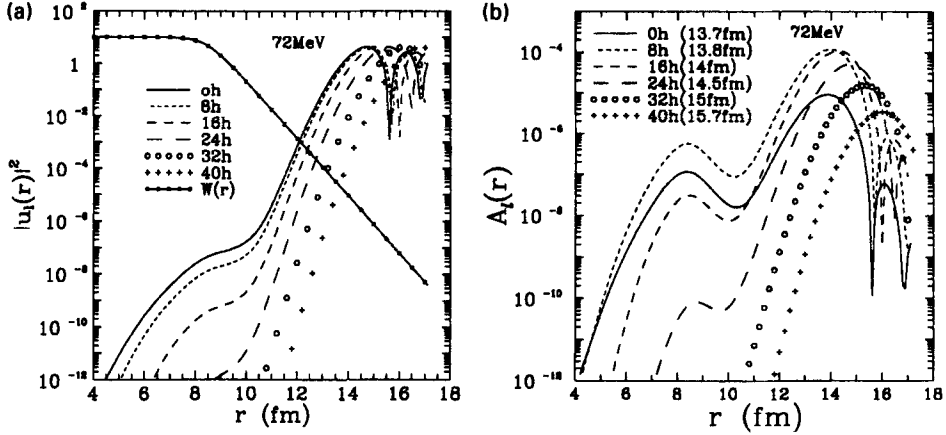 (a)
|u_l(r)|^2
10^2
1
10^-2
10^-4
10^-6
10^-8
10^-10
10^-12
72MeV
0h
8h
16h
24h
32h
40h
W(r)
4 6 8 10 12 14 16 18
r (fm)
(b)
A_l(r)
10^-4
10^-6
10^-8
10^-10
10^-12
72MeV
0h (13.7fm)
8h (13.8fm)
16h(14fm)
24h(14.5fm)
32h(15fm)
40h(15.7fm)
4 6 8 10 12 14 16 18
r (fm)